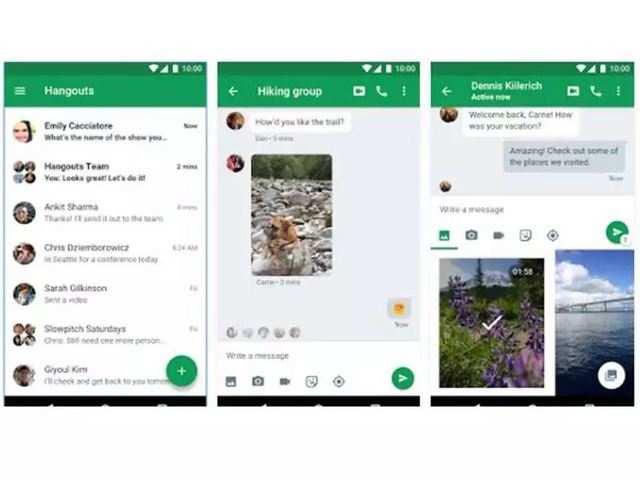 10:00
Hangouts
Emily Cacciatore
Now
What's the name of the show you...
Hangouts Team
2 mins
You: Looks great! Let's do it!
Ankit Sharma
4 mins
Thanks! I'll send it out to the team
Chris Dziemborowicz
6:24 AM
In Seattle for a conference today
Sarah Gilkinson
Fri
Sent a video
Slowpitch Saturdays
Fri
Chris: Still need one more person...
Giyoul Kim
I'll check and get back to you
10:00
Hiking group
How'd you like the trail?
5 mins
Carrie • 3 mins
Now
Write a message
10:00
Dennis Kiilerich
Active now
Welcome back, Carrie! How
was your vacation?
Amazing! Check out some of
the places we visited.
Now
Write a message
01:58